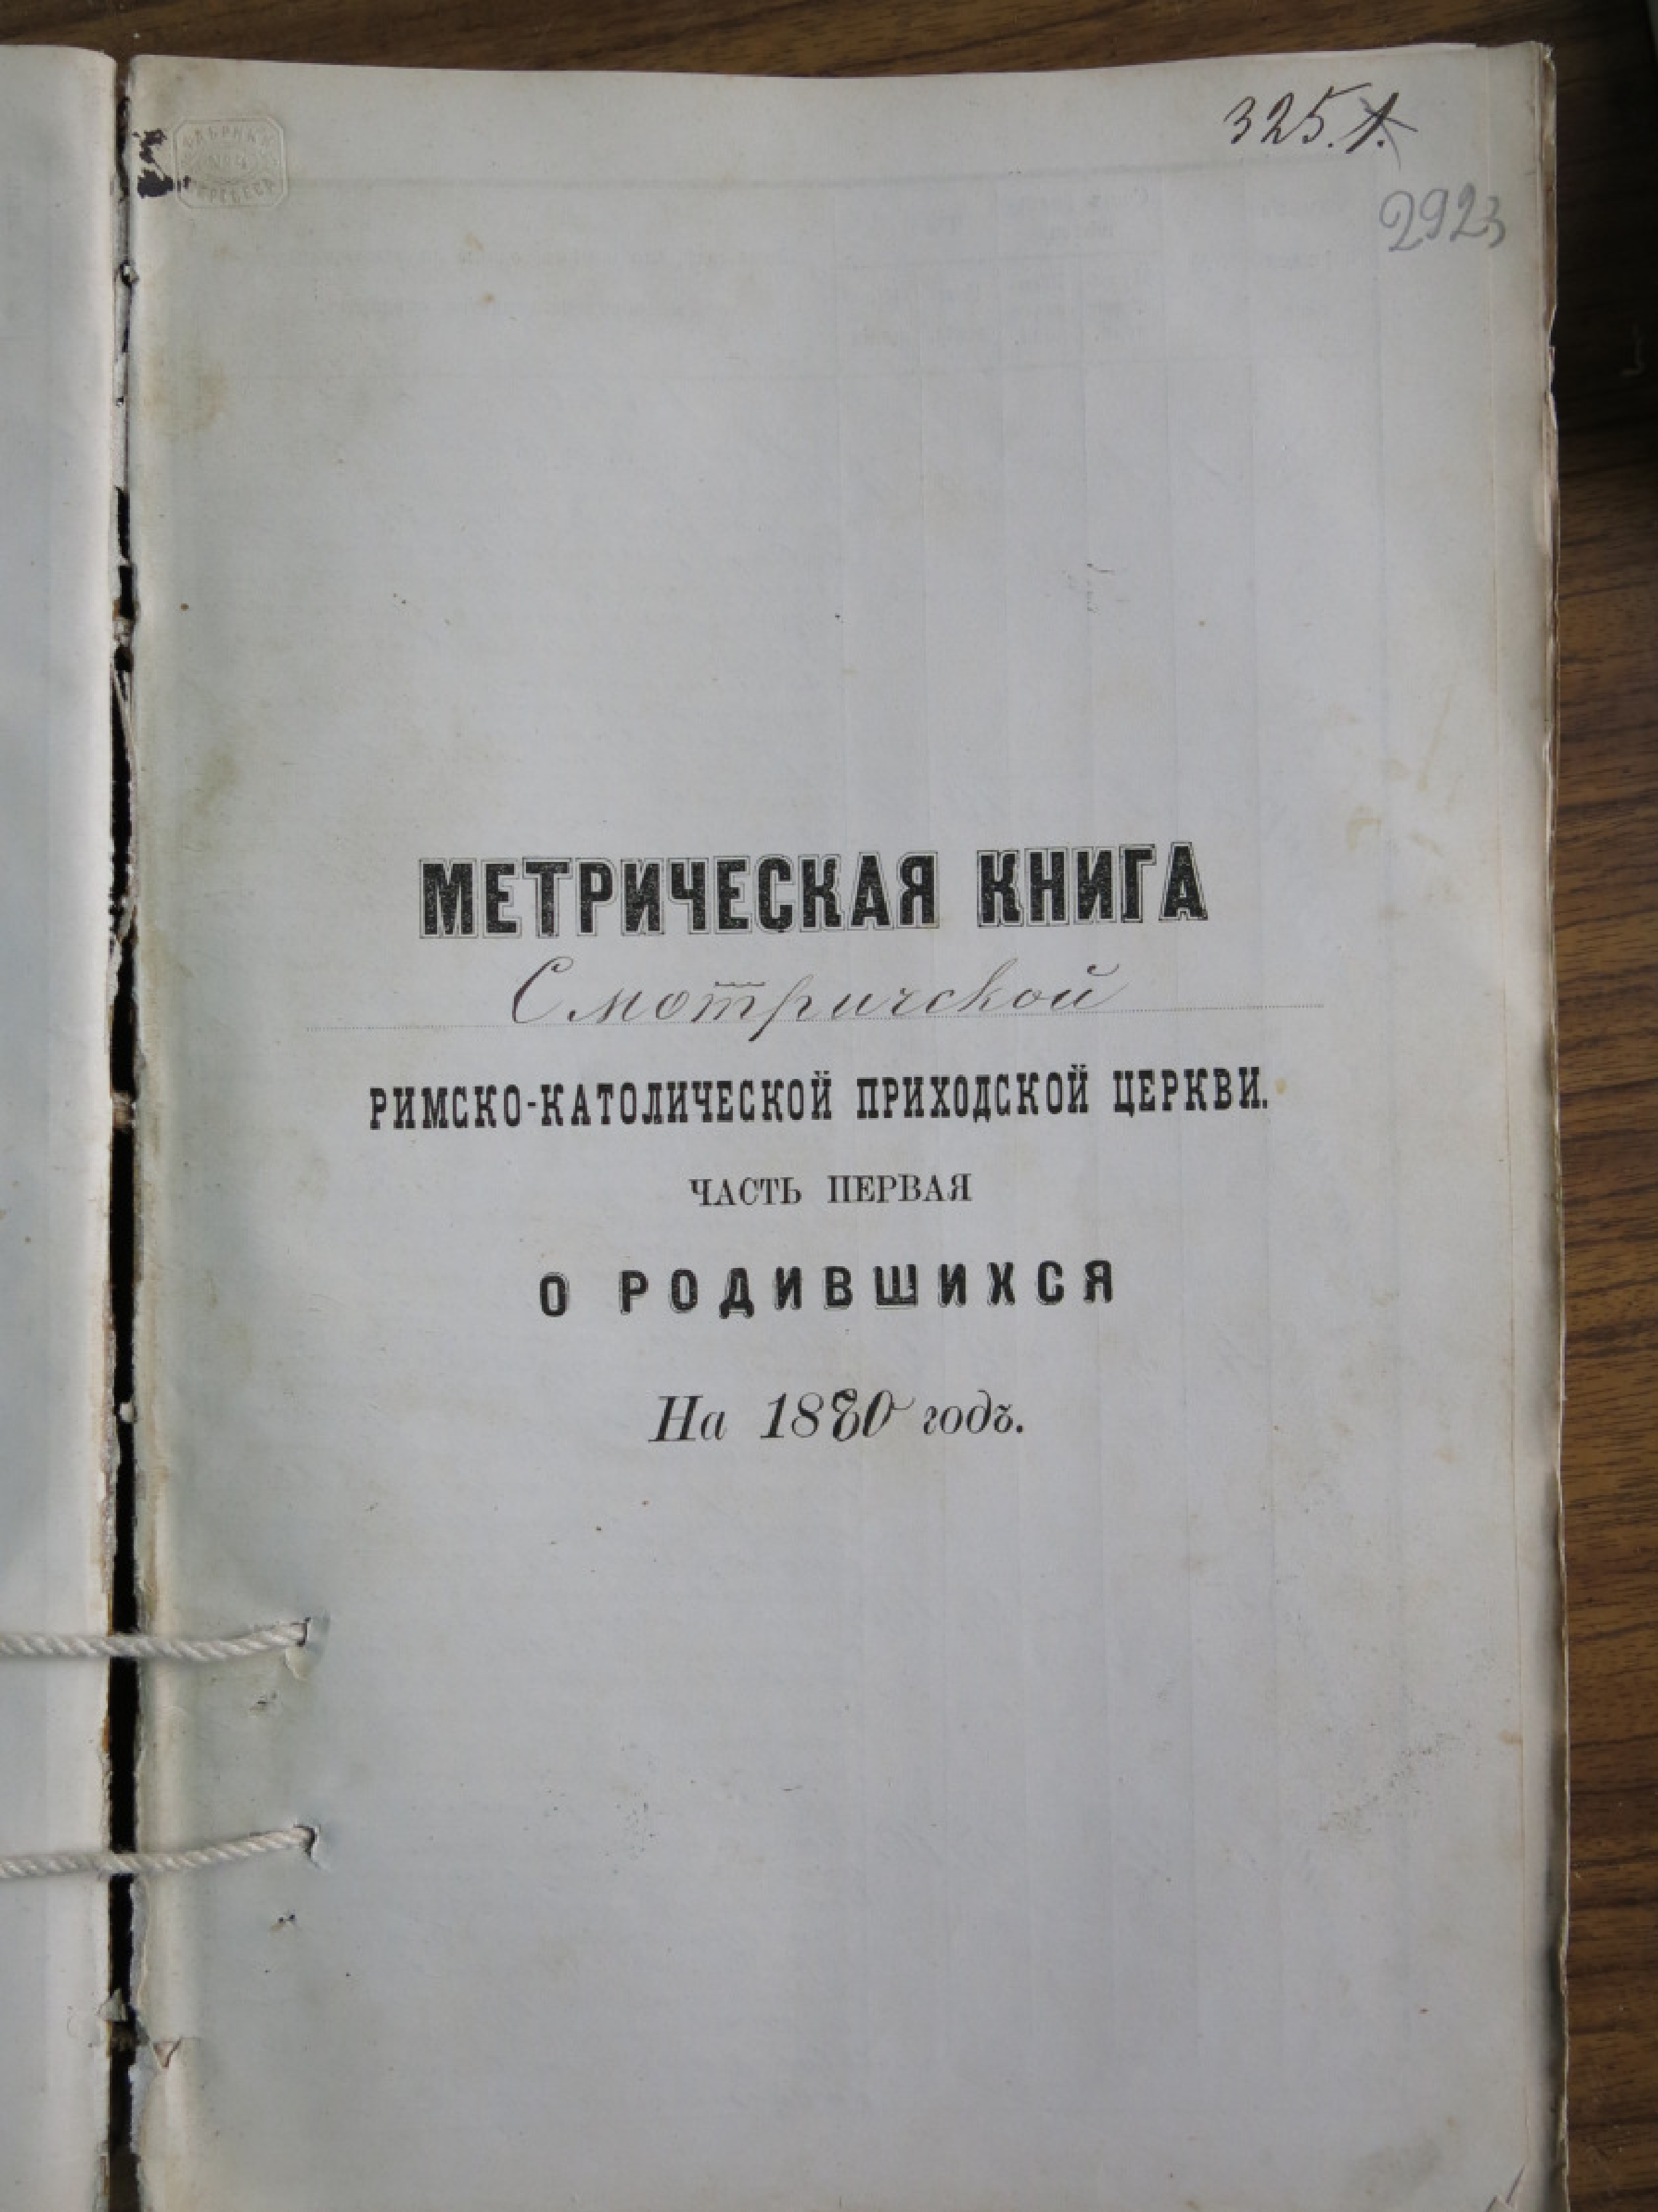 325.1.
2923
МЕТРИЧЕСКАЯ КНИГА
Смотричской
РИМСКО-КАТОЛИЧЕСКОЙ ПРИХОДСКОЙ ЦЕРКВИ.
ЧАСТЬ ПЕРВАЯ
О РОДИВШИХСЯ
На 1880 годъ.